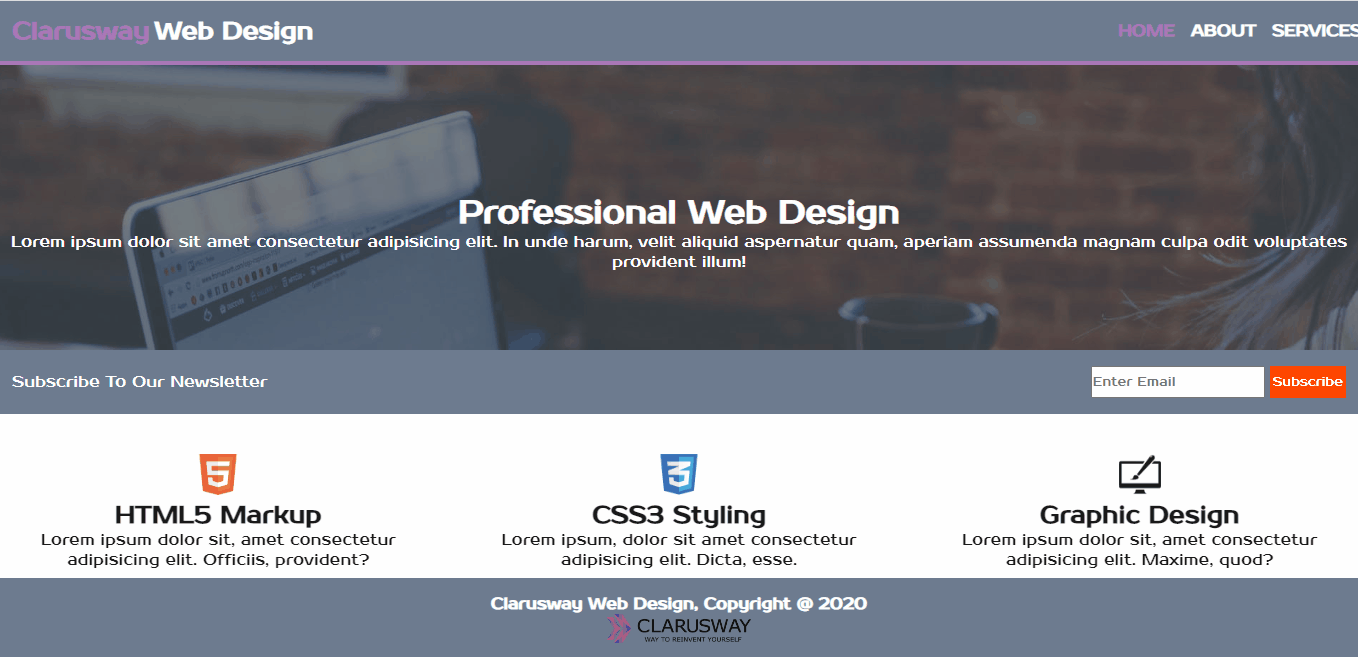 Clarusway Web Design
HOME ABOUT SERVICES
Professional Web Design
Lorem ipsum dolor sit amet consectetur adipisicing elit. In unde harum, velit aliquid aspernatur quam, aperiam assumenda magnam culpa odit voluptates
provident illum!
Subscribe To Our Newsletter
Enter Email
Subscribe
HTML5 Markup
Lorem ipsum dolor sit, amet consectetur
adipisicing elit. Officiis, provident?
CSS3 Styling
Lorem ipsum, dolor sit amet consectetur
adipisicing elit. Dicta, esse.
Graphic Design
Lorem ipsum dolor sit, amet consectetur
adipisicing elit. Maxime, quod?
Clarusway Web Design, Copyright @ 2020
CLARUSWAY
WAY TO REINVENT YOURSELF